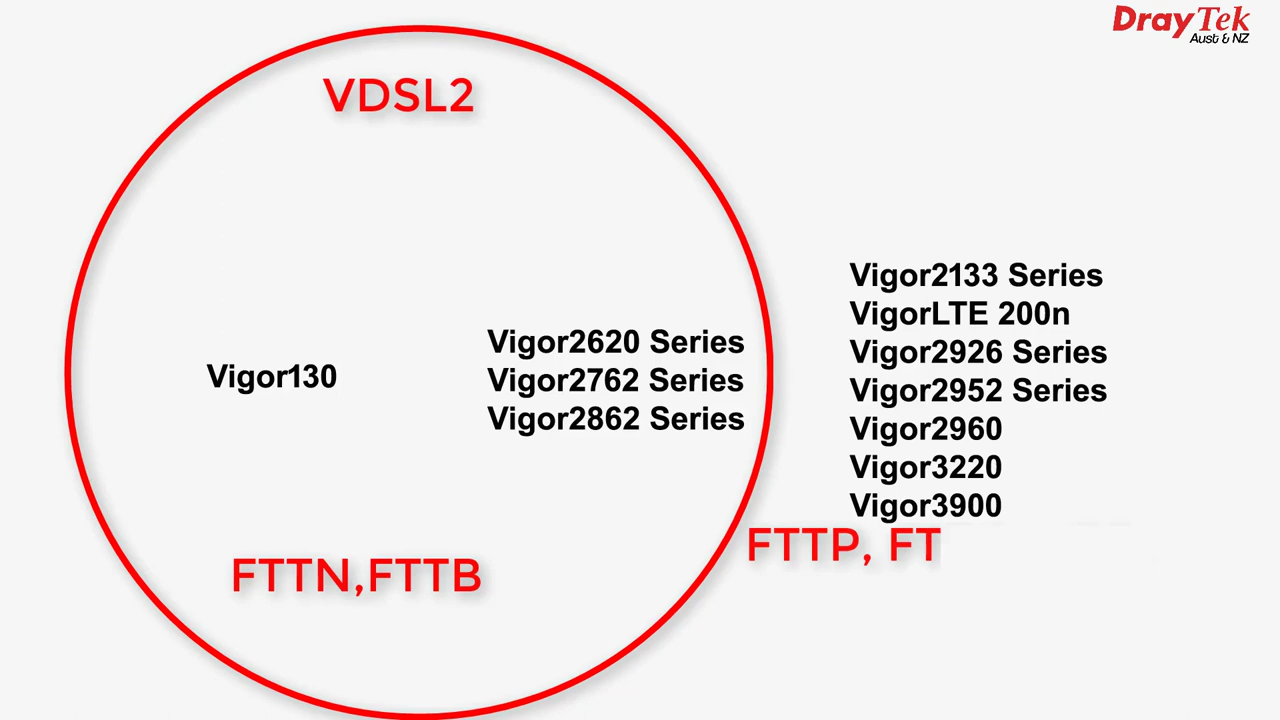 DrayTek
Aust & NZ
VDSL2
Vigor130
Vigor2620 Series
Vigor2762 Series
Vigor2862 Series
Vigor2133 Series
VigorLTE 200n
Vigor2926 Series
Vigor2952 Series
Vigor2960
Vigor3220
Vigor3900
FTTN,FTTB
FTTP, FT